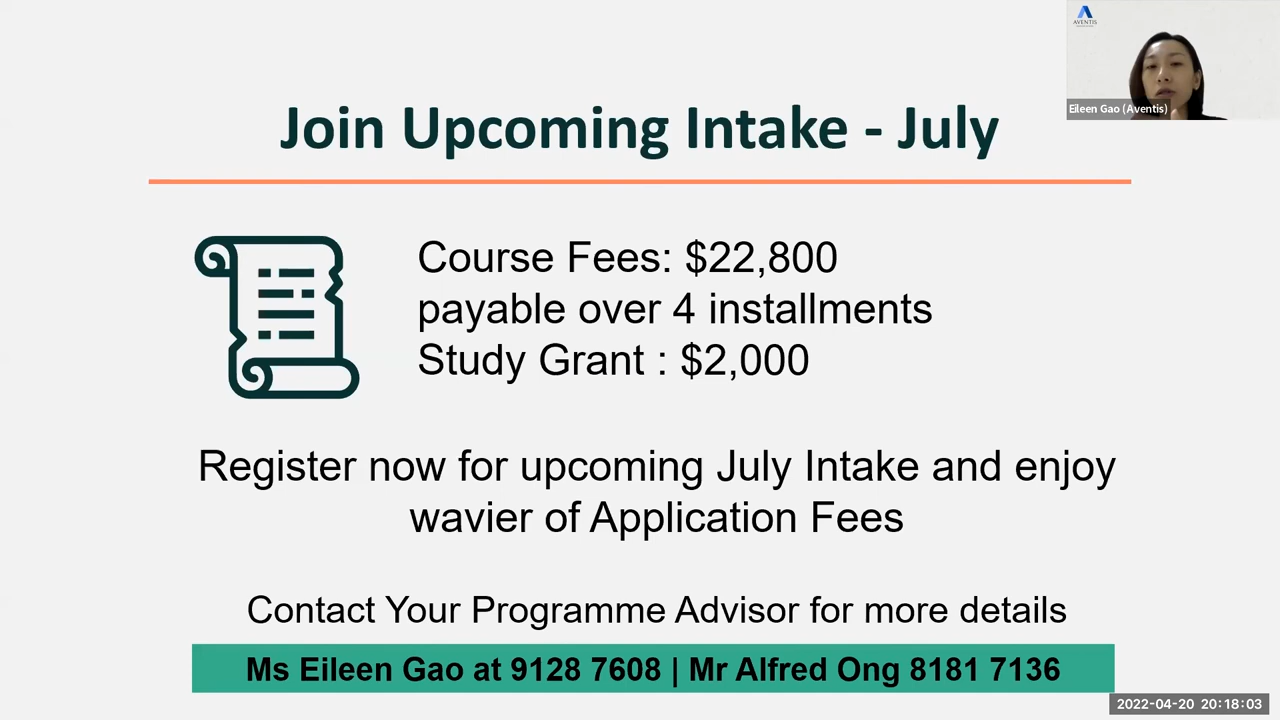 AVENTIS
Eileen Gao (Aventis)
Join Upcoming Intake - July
Course Fees: $22,800
payable over 4 installments
Study Grant : $2,000
Register now for upcoming July Intake and enjoy
wavier of Application Fees
Contact Your Programme Advisor for more details
Ms Eileen Gao at 9128 7608 | Mr Alfred Ong 8181 7136
2022-04-20 20:18:03